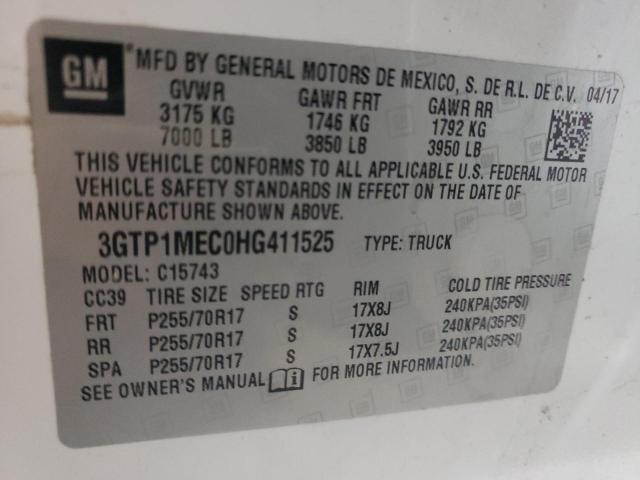 GM
® MFD BY GENERAL MOTORS DE MEXICO, S. DE R.L. DE C.V. 04/17
GVWR GAWR FRT GAWR RR
3175 KG 1746 KG 1792 KG
7000 LB 3850 LB 3950 LB
THIS VEHICLE CONFORMS TO ALL APPLICABLE U.S. FEDERAL MOTOR
VEHICLE SAFETY STANDARDS IN EFFECT ON THE DATE OF
MANUFACTURE SHOWN ABOVE.
3GTP1MEC0HG411525 TYPE: TRUCK
MODEL: C15743
CC39 TIRE SIZE SPEED RTG RIM COLD TIRE PRESSURE
FRT P255/70R17 S 17X8J 240KPA(35PSI)
RR P255/70R17 S 17X8J 240KPA(35PSI)
SPA P255/70R17 S 17X7.5J 240KPA(35PSI)
SEE OWNER'S MANUAL FOR MORE INFORMATION.